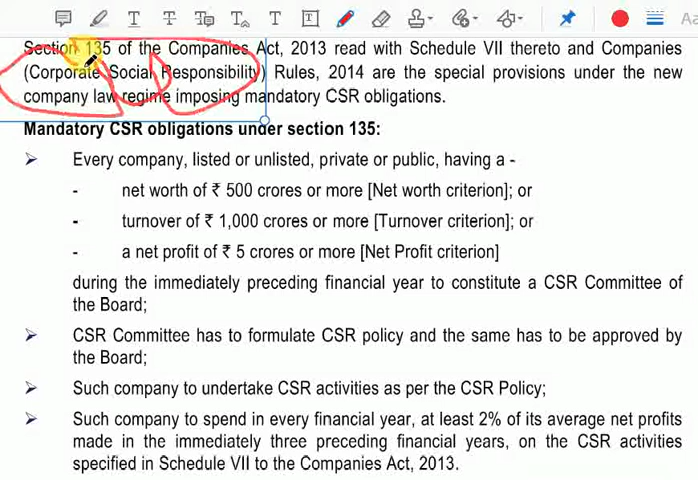 Section 135 of the Companies Act, 2013 read with Schedule VII thereto and Companies
(Corporate Social Responsibility) Rules, 2014 are the special provisions under the new
company law regime imposing mandatory CSR obligations.
Mandatory CSR obligations under section 135:
➢ Every company, listed or unlisted, private or public, having a -
- net worth of ₹ 500 crores or more [Net worth criterion]; or
- turnover of ₹ 1,000 crores or more [Turnover criterion]; or
- a net profit of ₹ 5 crores or more [Net Profit criterion]
during the immediately preceding financial year to constitute a CSR Committee of
the Board;
➢ CSR Committee has to formulate CSR policy and the same has to be approved by
the Board;
➢ Such company to undertake CSR activities as per the CSR Policy;
➢ Such company to spend in every financial year, at least 2% of its average net profits
made in the immediately three preceding financial years, on the CSR activities
specified in Schedule VII to the Companies Act, 2013.